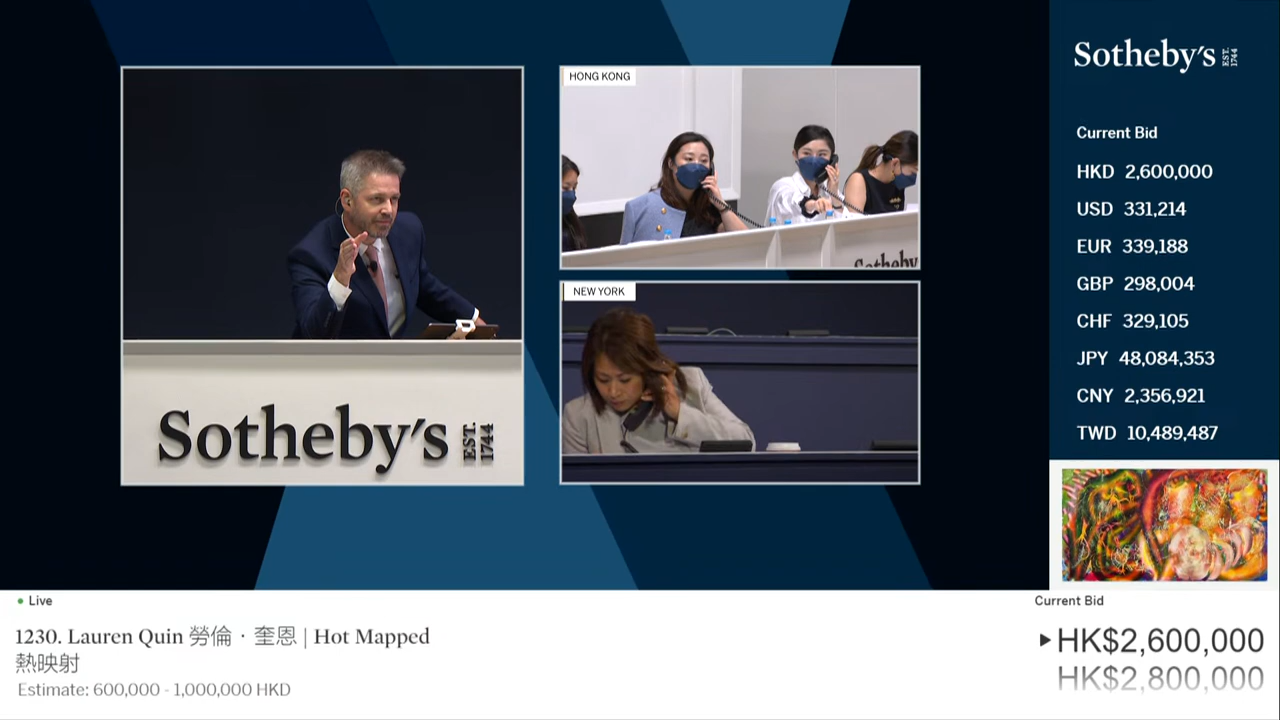 HONG KONG
Sotheby
NEW YORK
Sotheby's EST. 1744
Sotheby's EST. 1744
Current Bid
HKD 2,600,000
USD 331,214
EUR 339,188
GBP 298,004
CHF 329,105
JPY 48,084,353
CNY 2,356,921
TWD 10,489,487
Live
1230. Lauren Quin 勞倫 · 奎恩 | Hot Mapped
熱映射
Estimate: 600,000 - 1,000,000 HKD
Current Bid
HK$2,600,000
HK$2,800,000